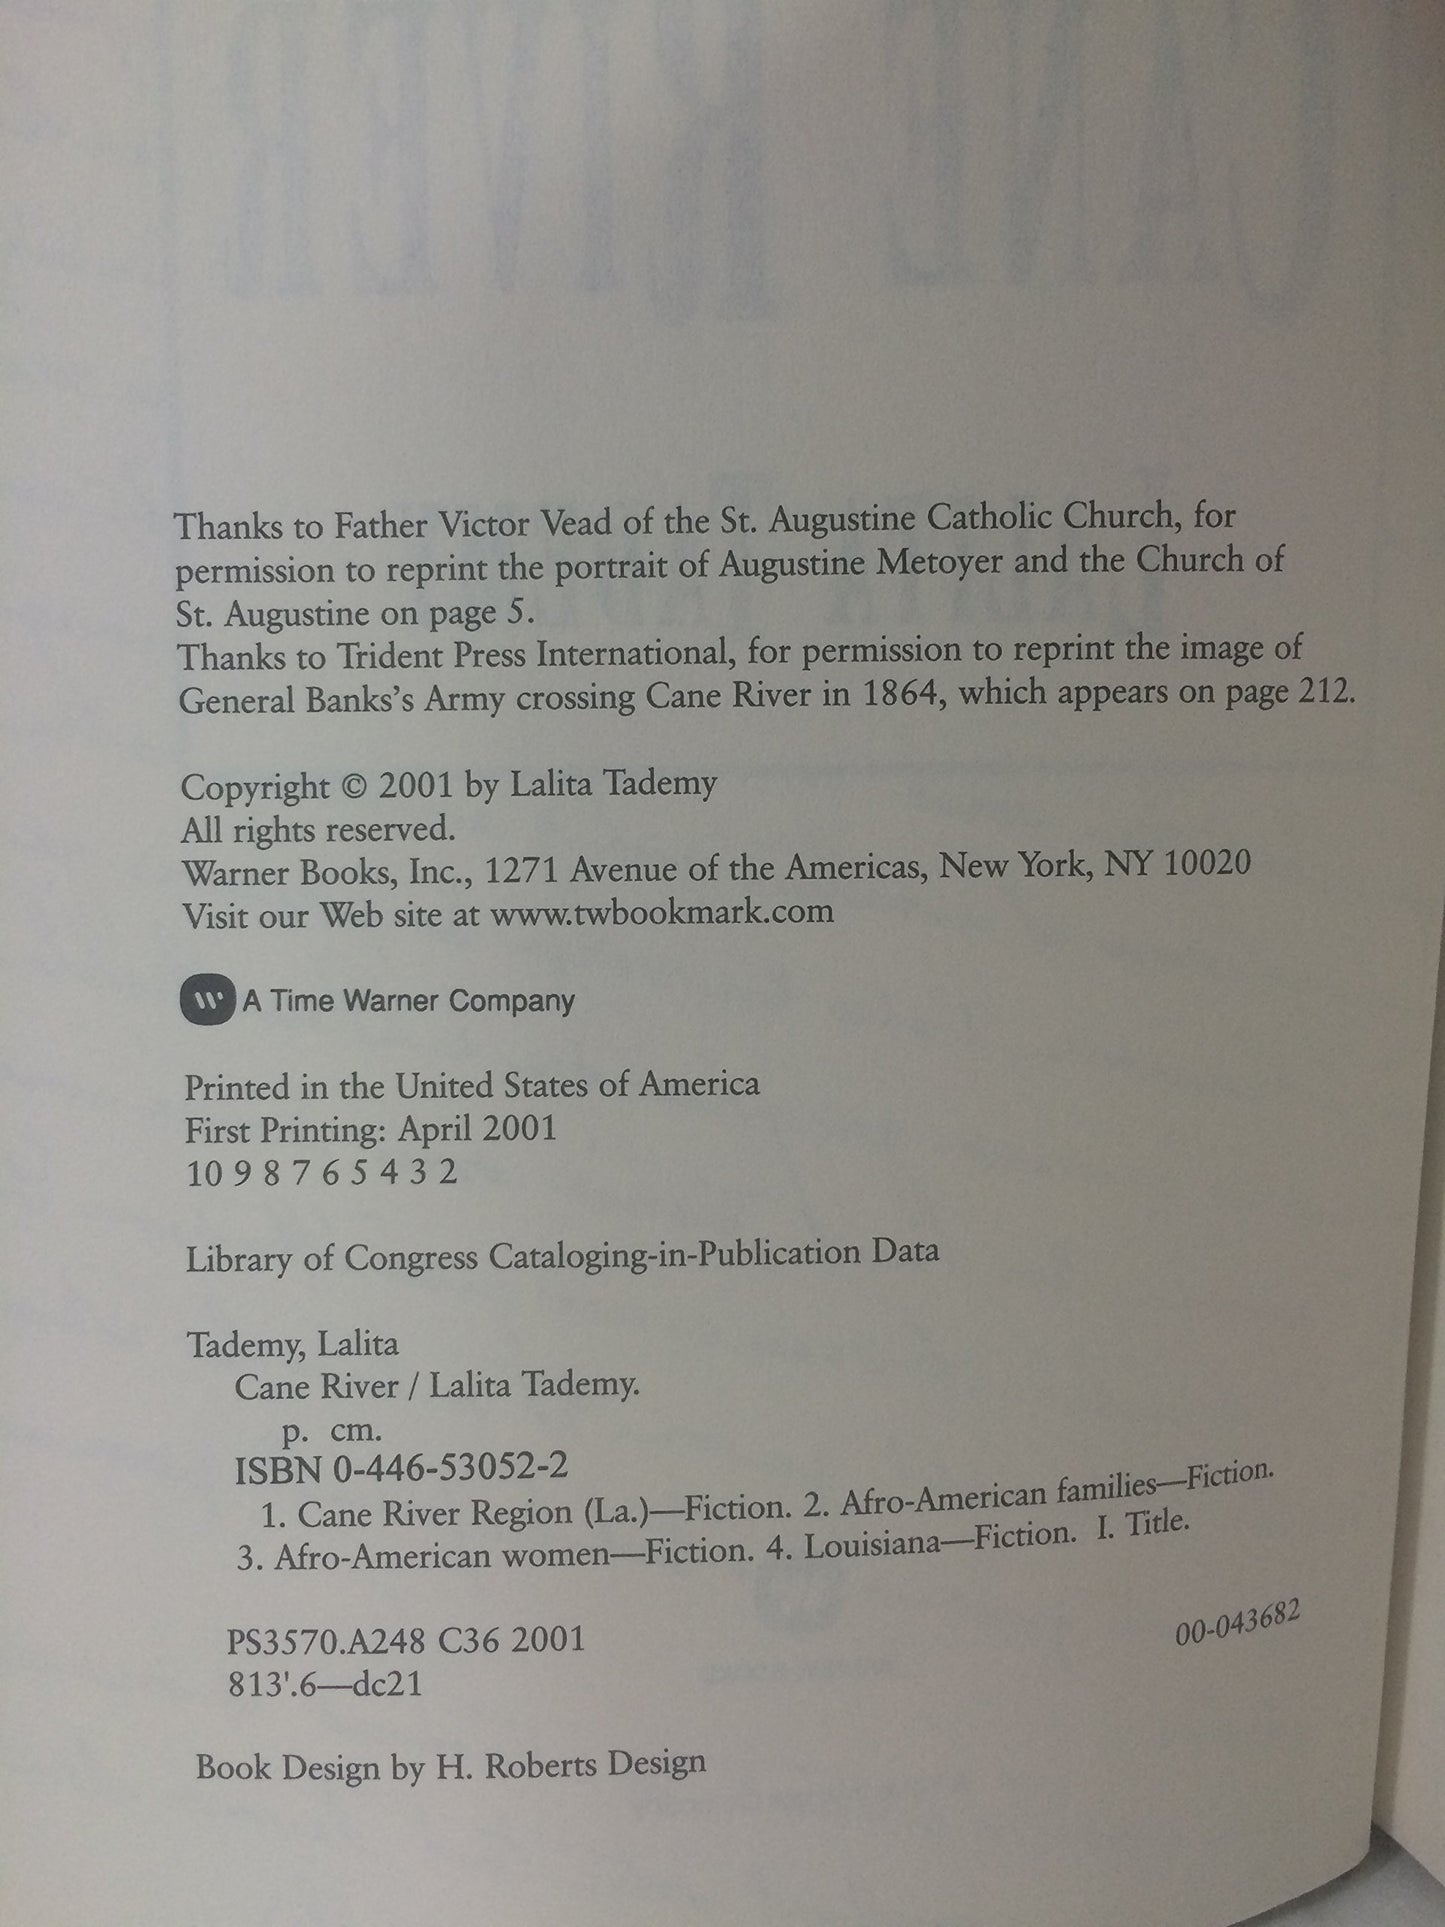 CANE RIVER
Thanks to Father Victor Vead of the St. Augustine Catholic Church, for
permission to reprint the portrait of Augustine Metoyer and the Church of
St. Augustine on page 5.
Thanks to Trident Press International, for permission to reprint the image of
General Banks's Army crossing Cane River in 1864, which appears on page 212.
Copyright © 2001 by Lalita Tademy
All rights reserved.
Warner Books, Inc., 1271 Avenue of the Americas, New York, NY 10020
Visit our Web site at www.twbookmark.com
A Time Warner Company
Printed in the United States of America
First Printing: April 2001
10 9 8 7 6 5 4 3 2
Library of Congress Cataloging-in-Publication Data
Tademy, Lalita
Cane River / Lalita Tademy.
p. cm.
ISBN 0-446-53052-2
1. Cane River Region (La.)—Fiction. 2. Afro-American families—Fiction.
3. Afro-American women—Fiction. 4. Louisiana—Fiction. I. Title.
PS3570.A248 C36 2001 00-043682
813'.6—dc21
Book Design by H. Roberts Design